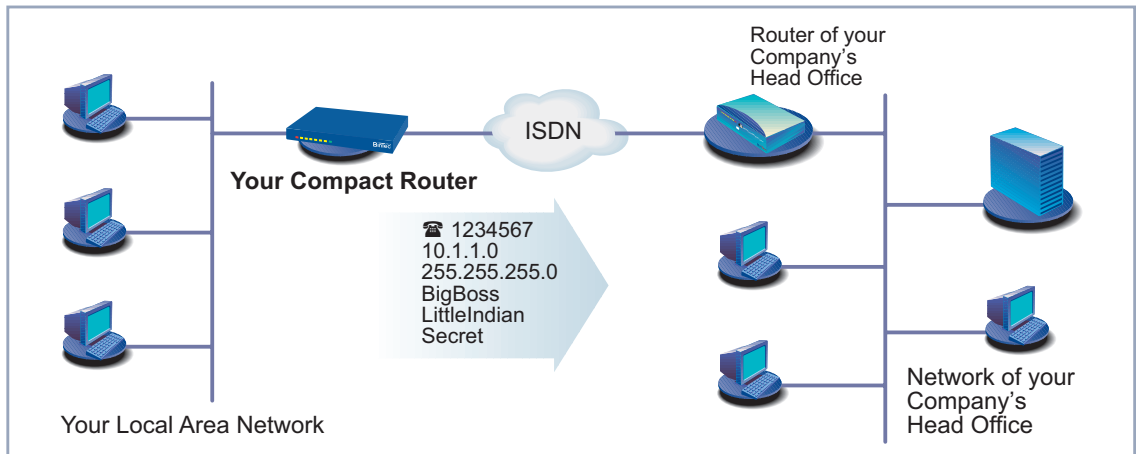 Router of your
Company's
Head Office
ISDN
BinTec
Your Compact Router
☎ 1234567
10.1.1.0
255.255.255.0
BigBoss
LittleIndian
Secret
Your Local Area Network
Network of your
Company's
Head Office